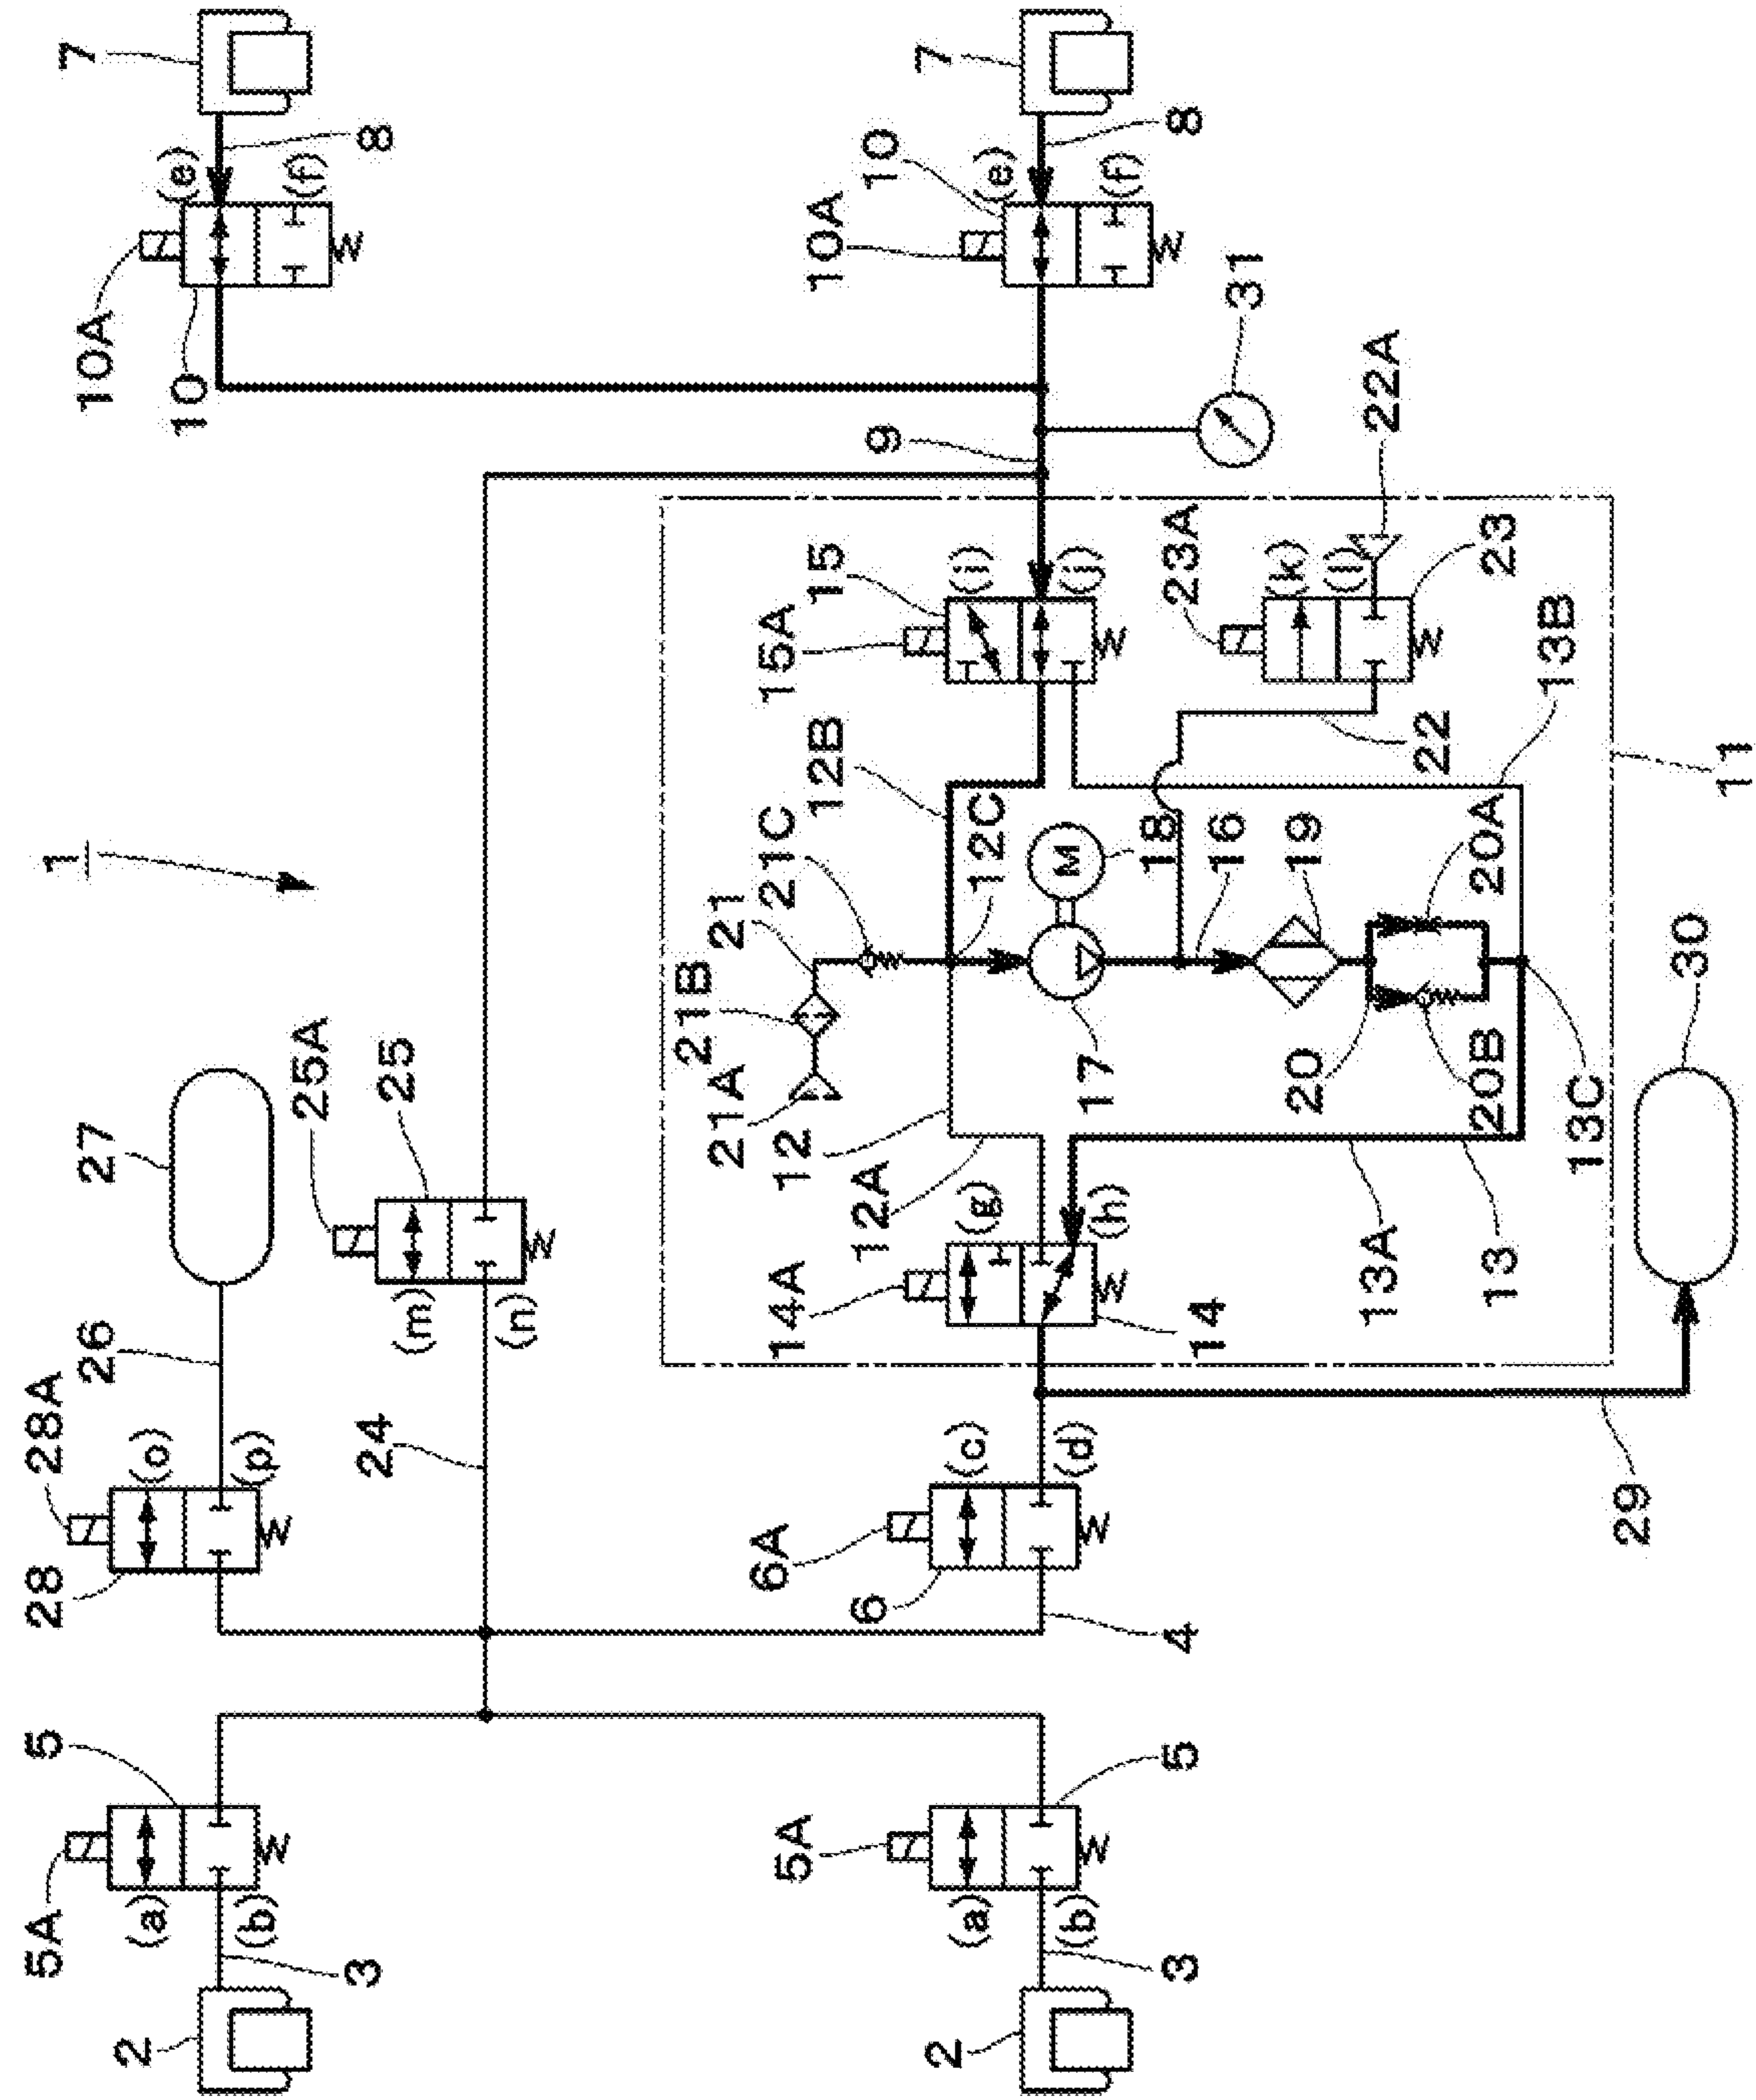 1
7
8
(e)
(f)
10A
10
7
8
10
(e)
(f)
10A
31
9
22A
15
(i)
(j)
15A
23A
(k)
(l)
23
13B
12B
22
11
21C
12C
M
18
16
19
20A
21
21B
21A
17
20
20B
13C
30
12
12A
(g)
(h)
14A
14
13A
13
27
25A
25
(m)
(n)
26
28A
(o)
(p)
28
24
6A
6
(c)
(d)
4
29
5
5A
(a)
(b)
3
2
5
5A
(a)
(b)
3
2